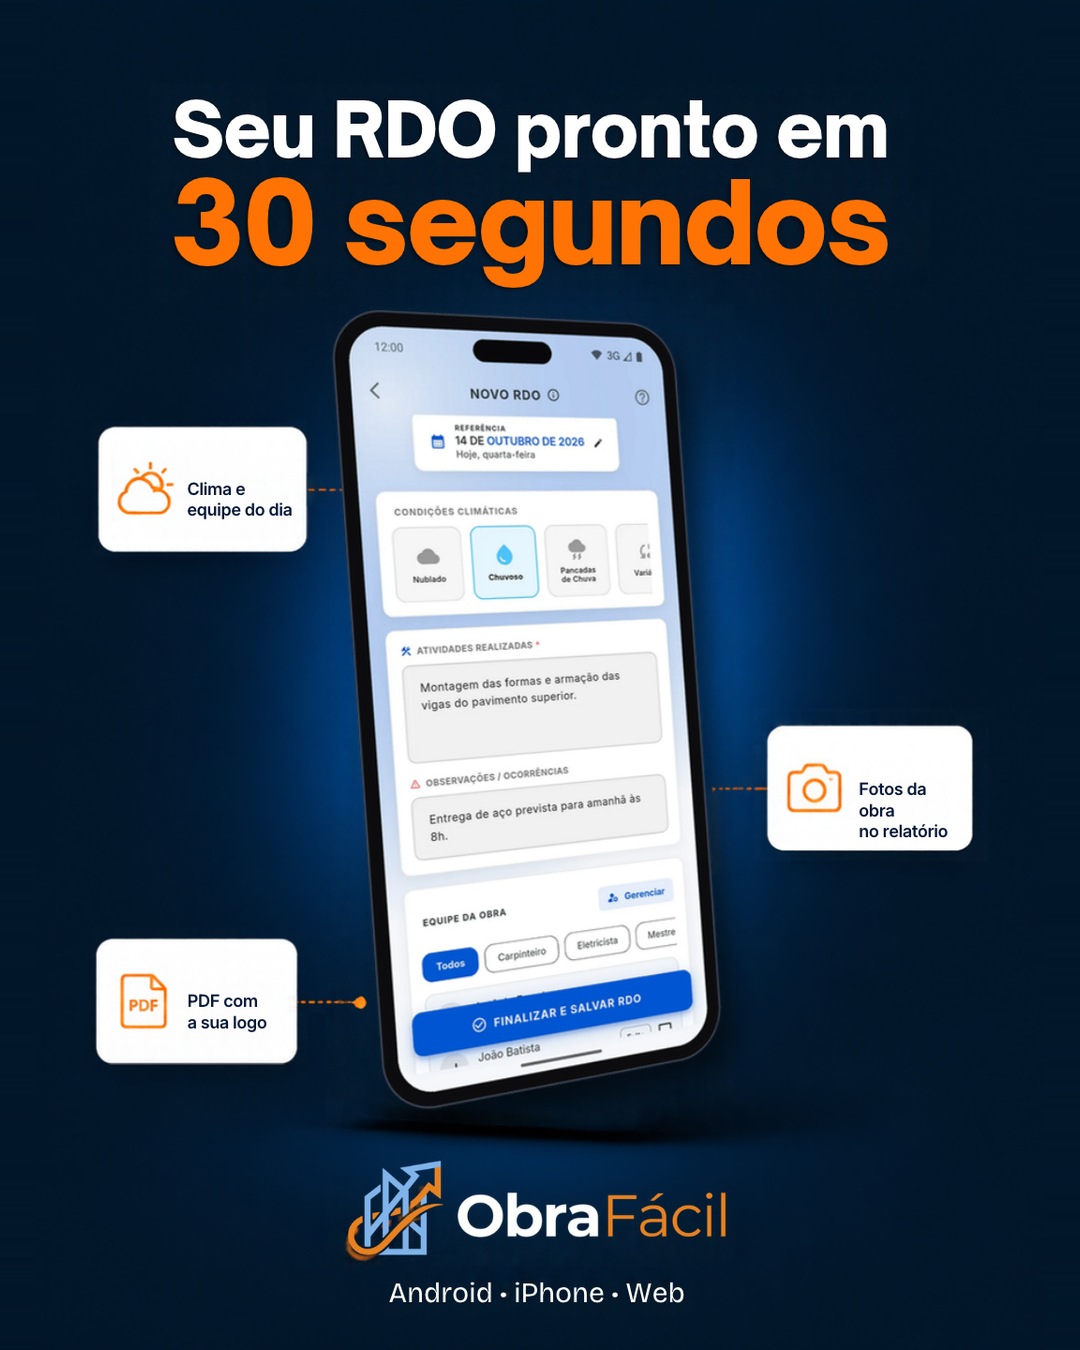 Seu RDO pronto em
30 segundos
12:00
3G
NOVO RDO
REFERÊNCIA
14 DE OUTUBRO DE 2026
Hoje, quarta-feira
Clima e
equipe do dia
CONDIÇÕES CLIMÁTICAS
Nublado
Chuvoso
Pancadas
de Chuva
Variá
ATIVIDADES REALIZADAS *
Montagem das formas e armação das
vigas do pavimento superior.
OBSERVAÇÕES / OCORRÊNCIAS
Entrega de aço prevista para amanhã às
8h.
Fotos da
obra
no relatório
EQUIPE DA OBRA
Gerenciar
Todos
Carpinteiro
Eletricista
Mestre
PDF
PDF com
a sua logo
FINALIZAR E SALVAR RDO
João Batista
ObraFácil
Android • iPhone • Web